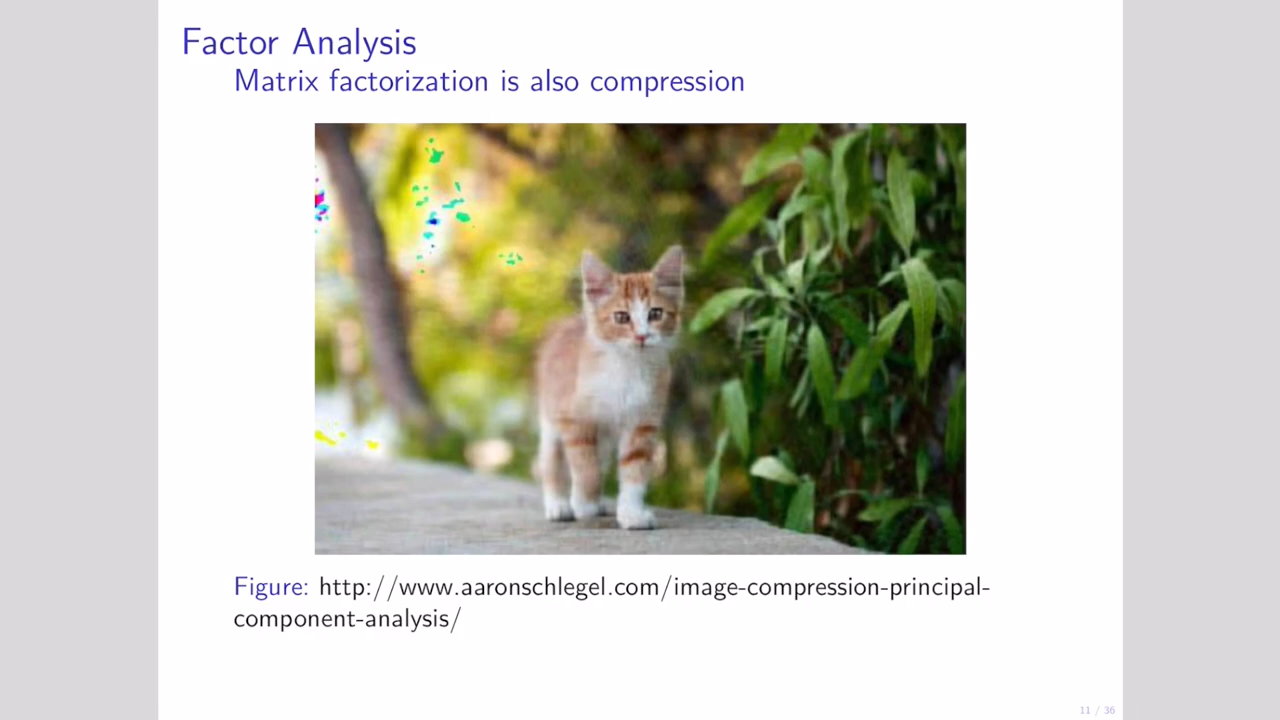 Factor Analysis
Matrix factorization is also compression
Figure: http://www.aaronschlegel.com/image-compression-principal-
component-analysis/
11 / 36